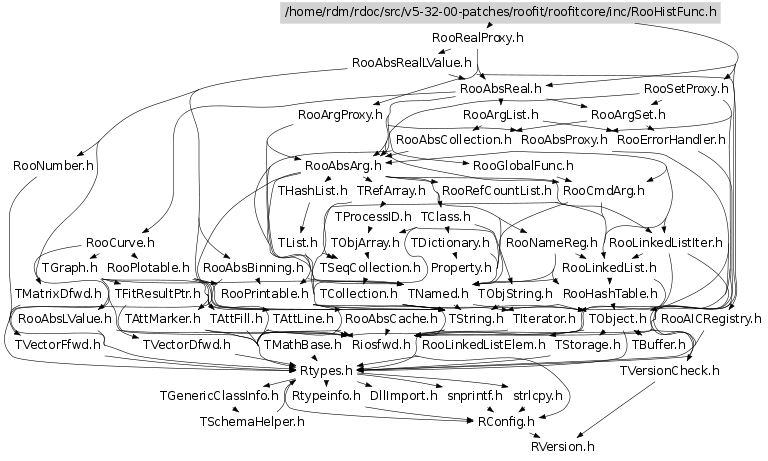 /home/rdm/rdoc/src/v5-32-00-patches/roofit/roofitcore/inc/RooHistFunc.h
RooRealProxy.h
RooAbsRealLValue.h
RooAbsReal.h RooSetProxy.h
RooArgProxy.h RooArgList.h RooArgSet.h
RooAbsCollection.h RooAbsProxy.h RooErrorHandler.h
RooNumber.h RooAbsArg.h RooGlobalFunc.h
THashList.h TRefArray.h RooRefCountList.h RooCmdArg.h
TProcessID.h TClass.h
RooCurve.h TList.h TObjArray.h TDictionary.h RooNameReg.h RooLinkedListIter.h
TGraph.h RooPlotable.h RooAbsBinning.h TSeqCollection.h Property.h RooLinkedList.h
TMatrixDfwd.h TFitResultPtr.h RooPrintable.h TCollection.h TNamed.h TObjString.h RooHashTable.h
RooAbsLValue.h TAttMarker.h TAttFill.h TAttLine.h RooAbsCache.h TString.h TIterator.h TObject.h RooAICRegistry.h
TVectorFfwd.h TVectorDfwd.h TMathBase.h Riosfwd.h RooLinkedListElem.h TStorage.h TBuffer.h
Rtypes.h TVersionCheck.h
TGenericClassInfo.h Rtypeinfo.h DllImport.h snprintf.h strlcpy.h
TSchemaHelper.h RConfig.h
RVersion.h